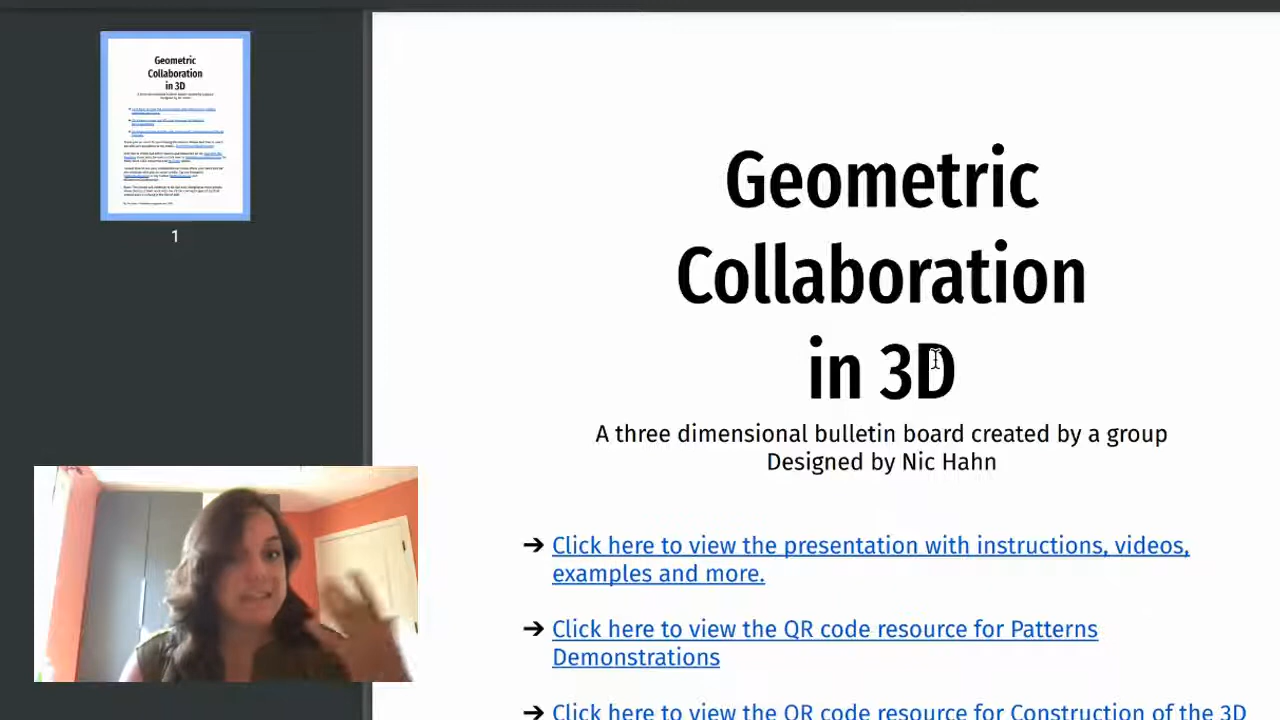 Geometric
Collaboration
in 3D
1
Geometric
Collaboration
in 3D
A three dimensional bulletin board created by a group
Designed by Nic Hahn
➔ Click here to view the presentation with instructions, videos,
examples and more.
➔ Click here to view the QR code resource for Patterns
Demonstrations
➔ Click here to view the QR code resource for Construction of the 3D